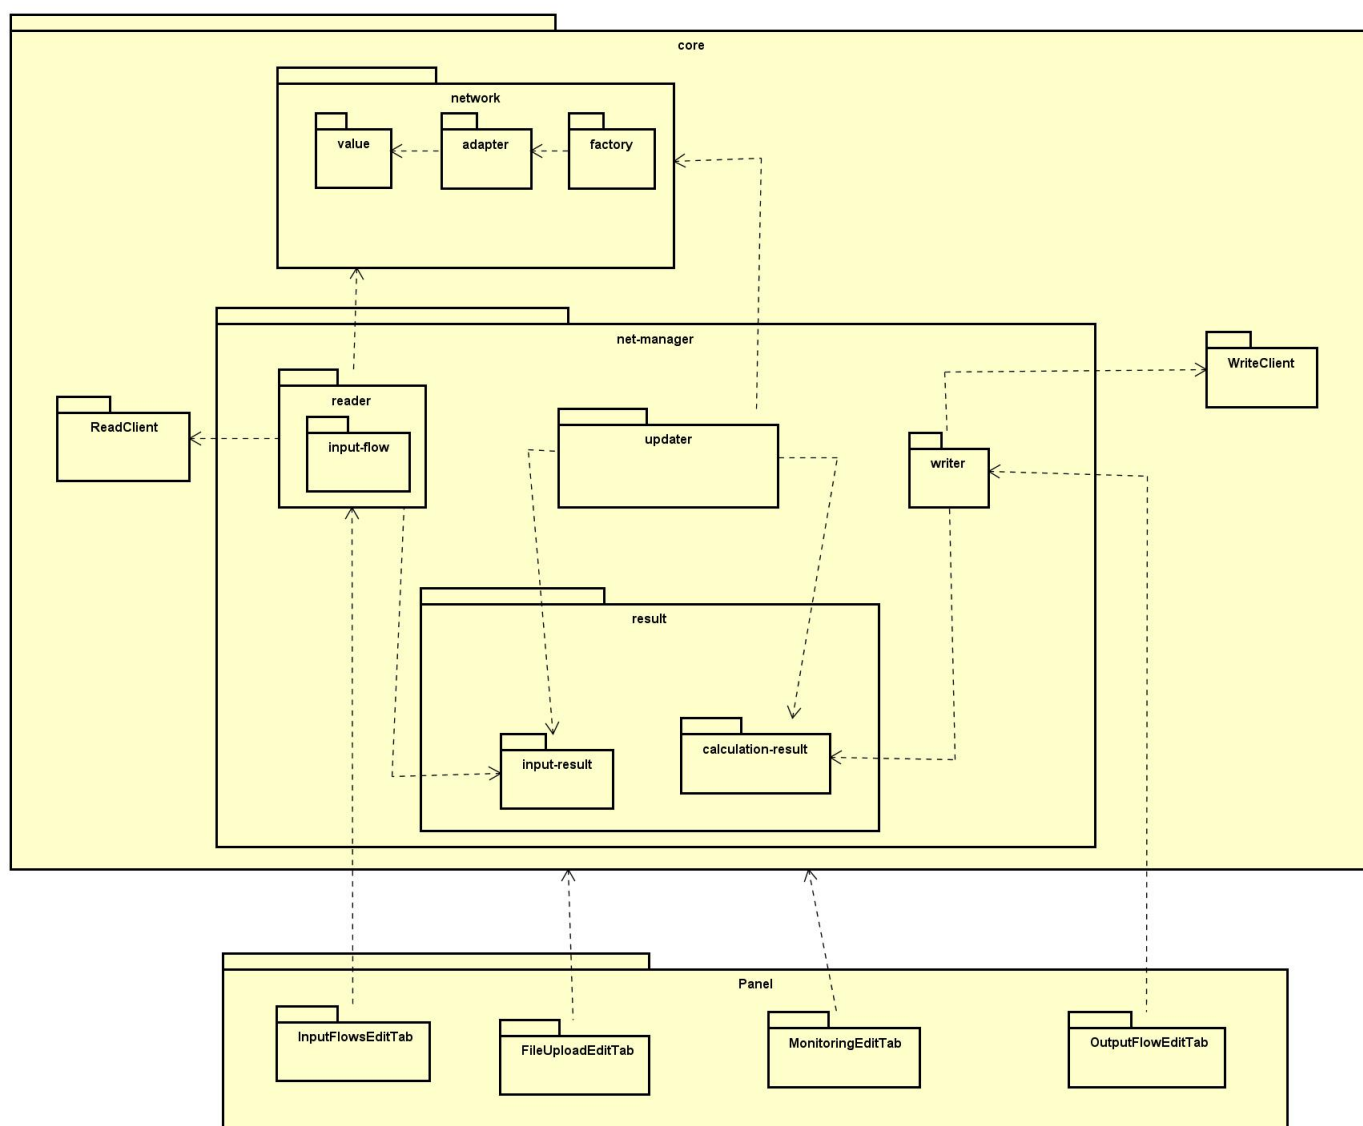 core
network
value
adapter
factory
net-manager
WriteClient
reader
ReadClient
updater
input-flow
writer
result
calculation-result
input-result
Panel
InputFlowsEditTab
FileUploadEditTab
MonitoringEditTab
OutputFlowEditTab